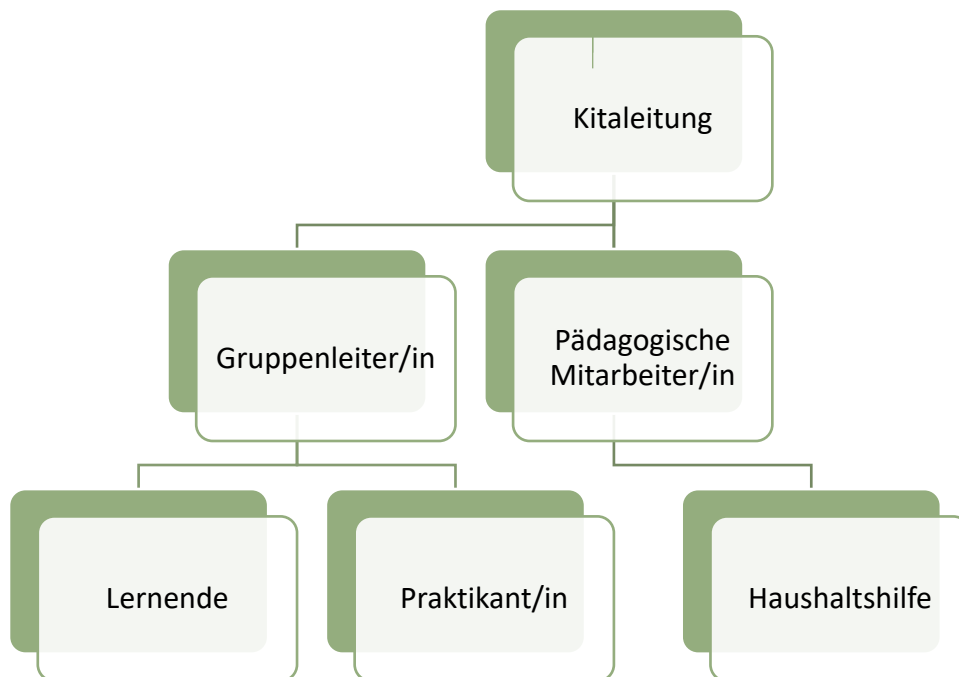 Kitaleitung
Gruppenleiter/in
Pädagogische
Mitarbeiter/in
Lernende
Praktikant/in
Haushaltshilfe